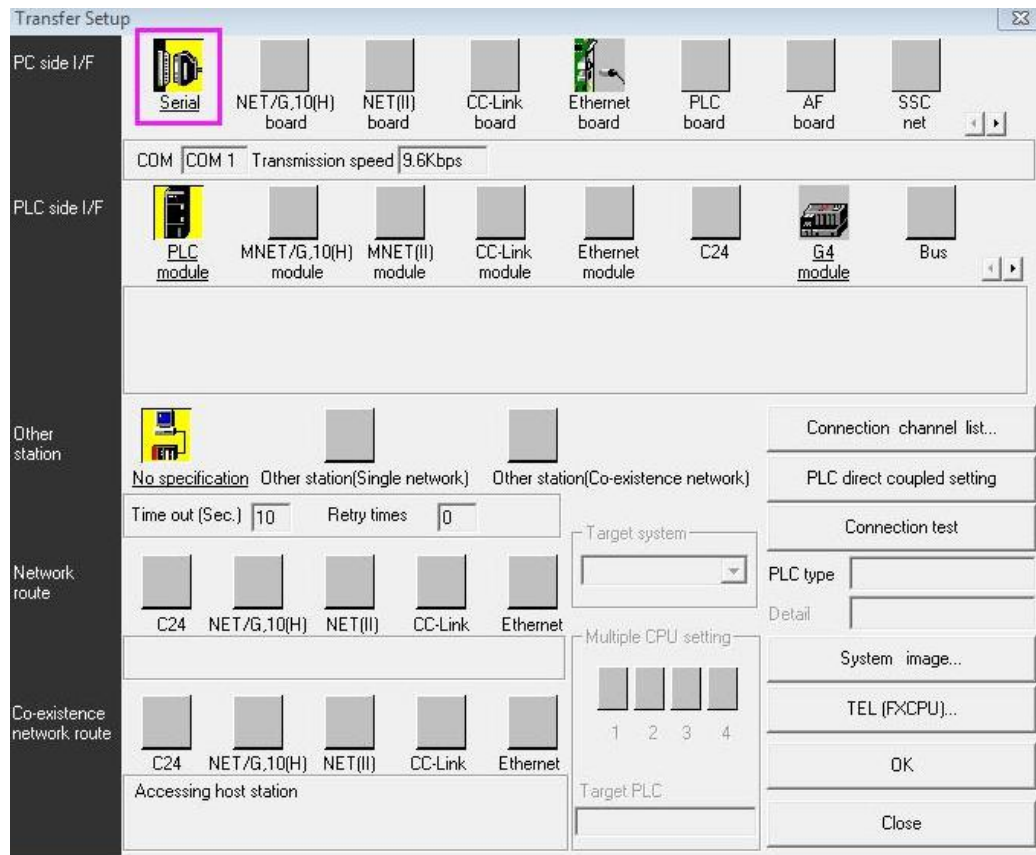 Transfer Setup
PC side I/F
Serial
NET/G,10(H)
board
NET(II)
board
CC-Link
board
Ethernet
board
PLC
board
AF
board
SSC
net
COM COM 1 Transmission speed 9.6Kbps
PLC side I/F
PLC
module
MNET/G,10(H)
module
MNET(II)
module
CC-Link
module
Ethernet
module
C24
G4
module
Bus
Other
station
No specification Other station(Single network) Other station(Co-existence network)
Time out (Sec.) 10 Retry times 0
Connection channel list...
PLC direct coupled setting
Connection test
PLC type
Detail
System image...
TEL (FXCPU)...
OK
Close
Target system
Network
route
C24 NET/G,10(H) NET(II) CC-Link Ethernet
Multiple CPU setting
1 2 3 4
Target PLC
Co-existence
network route
C24 NET/G,10(H) NET(II) CC-Link Ethernet
Accessing host station